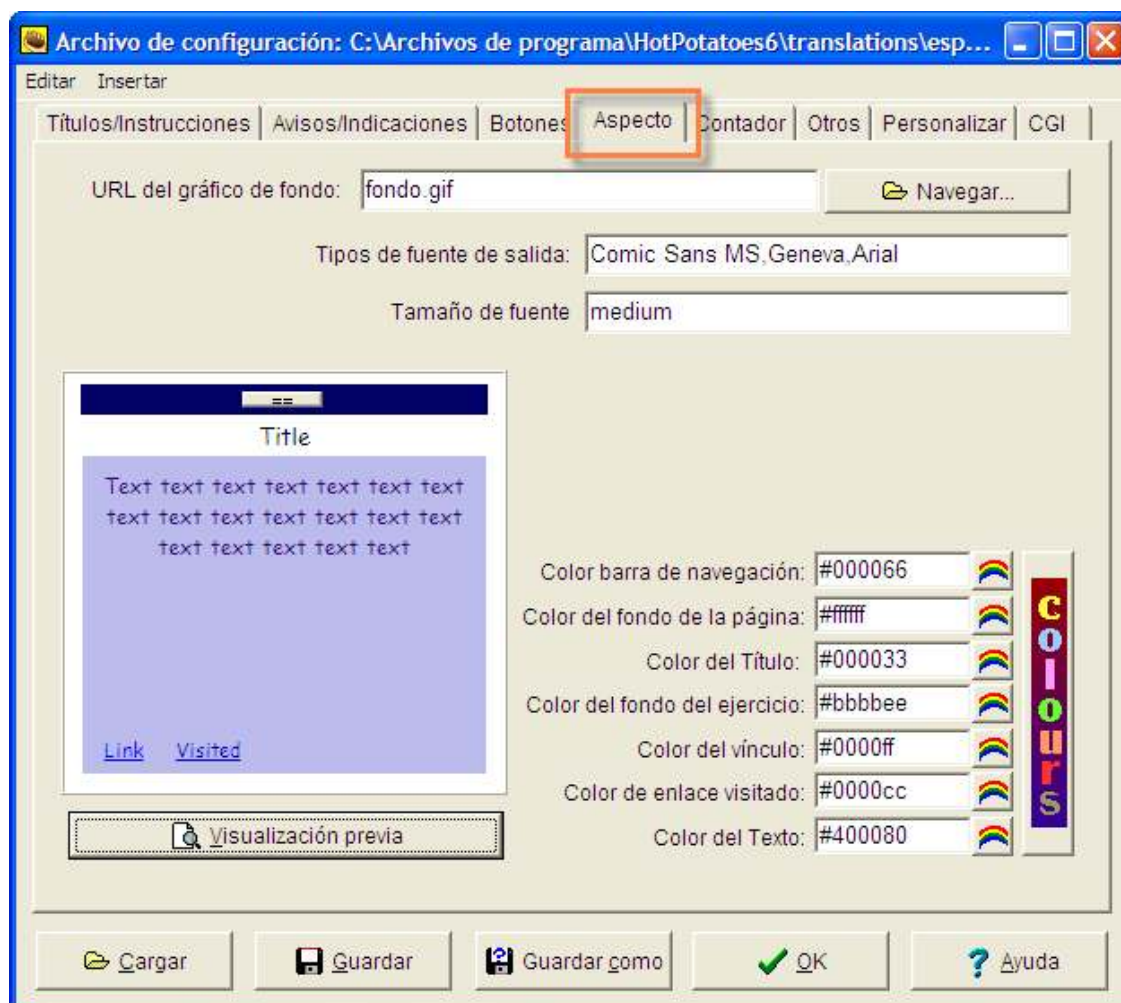 Archivo de configuración: C:\Archivos de programa\HotPotatoes6\translations\esp...
Editar Insertar
Títulos/Instrucciones Avisos/Indicaciones Botones Aspecto Contador Otros Personalizar CGI
URL del gráfico de fondo: fondo.gif Navegar...
Tipos de fuente de salida: Comic Sans MS,Geneva,Arial
Tamaño de fuente medium
==
Title
Text text text text text text text
text text text text text text text
text text text text text
Link Visited
Visualización previa
Color barra de navegación: #000066
Color del fondo de la página: #ffffff
Color del Título: #000033
Color del fondo del ejercicio: #bbbbee
Color del vínculo: #0000ff
Color de enlace visitado: #0000cc
Color del Texto: #400080
colours
Cargar Guardar Guardar como OK Ayuda